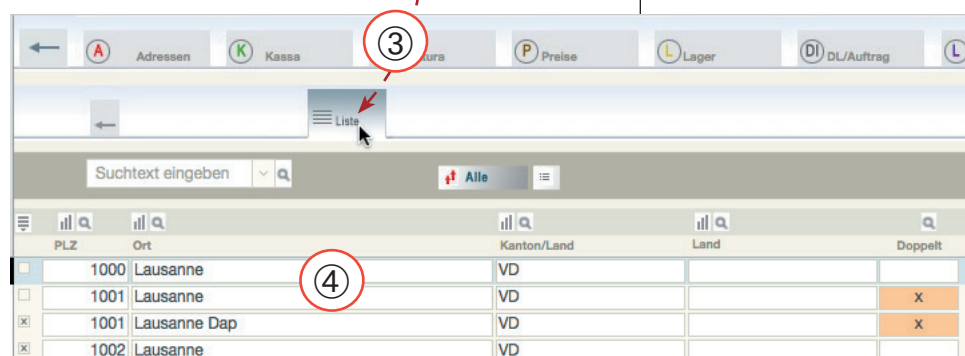 A Adressen K Kassa ③ P Preise L Lager DI DL/Auftrag L
Liste
Suchtext eingeben Alle
PLZ Ort Kanton/Land Land Doppelt
1000 Lausanne VD
④
1001 Lausanne VD X
x 1001 Lausanne Dap VD X
x 1002 Lausanne VD